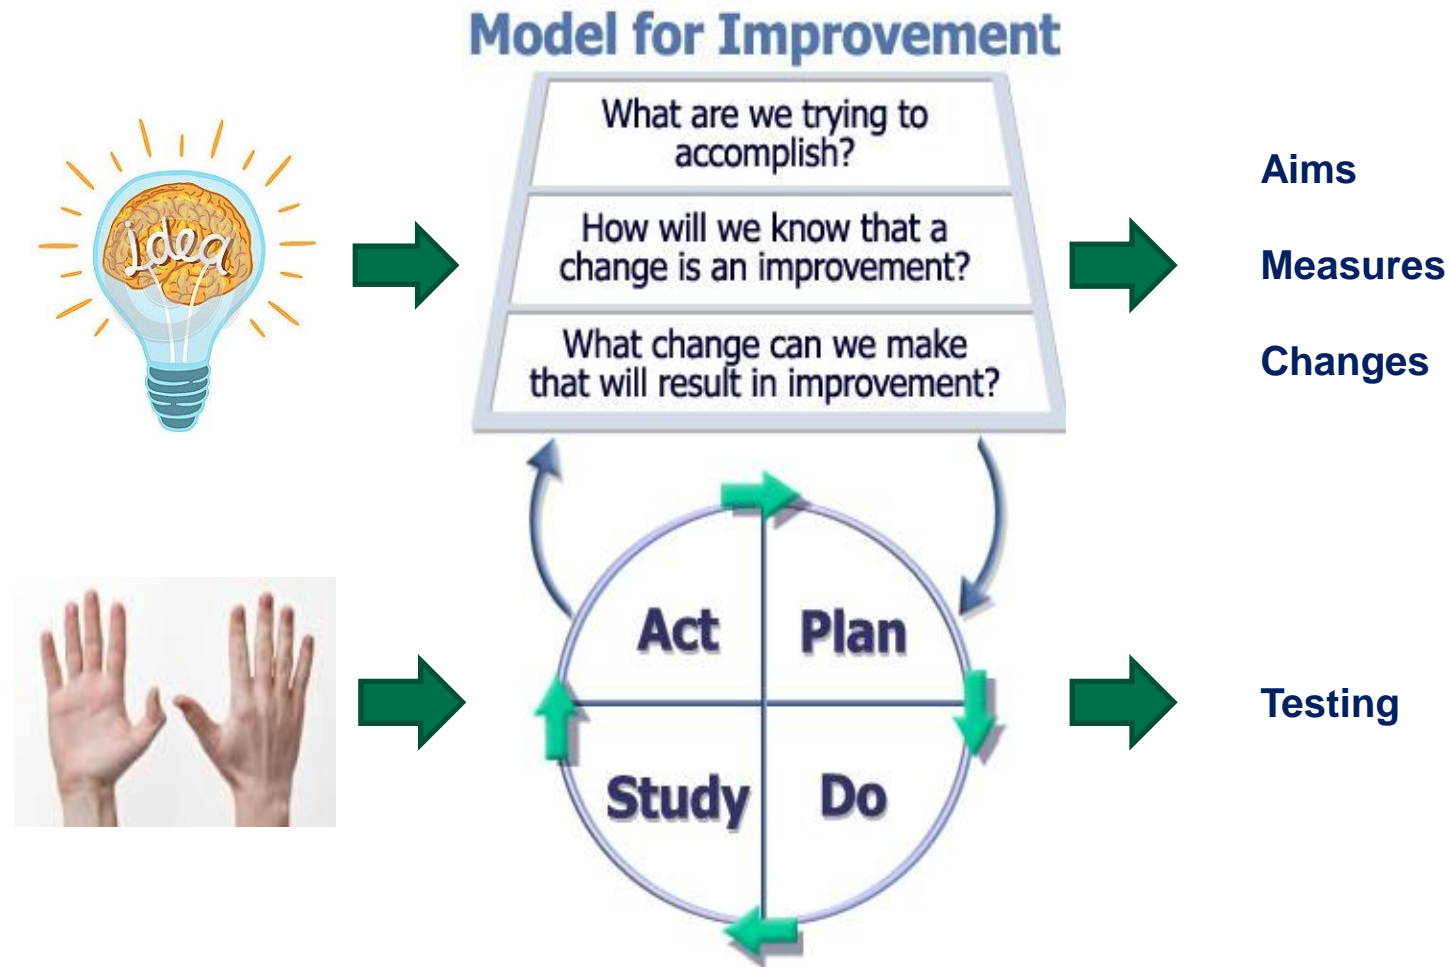 Model for Improvement
What are we trying to
accomplish?
How will we know that a
change is an improvement?
What change can we make
that will result in improvement?
idea
Aims
Measures
Changes
Act
Plan
Study
Do
Testing